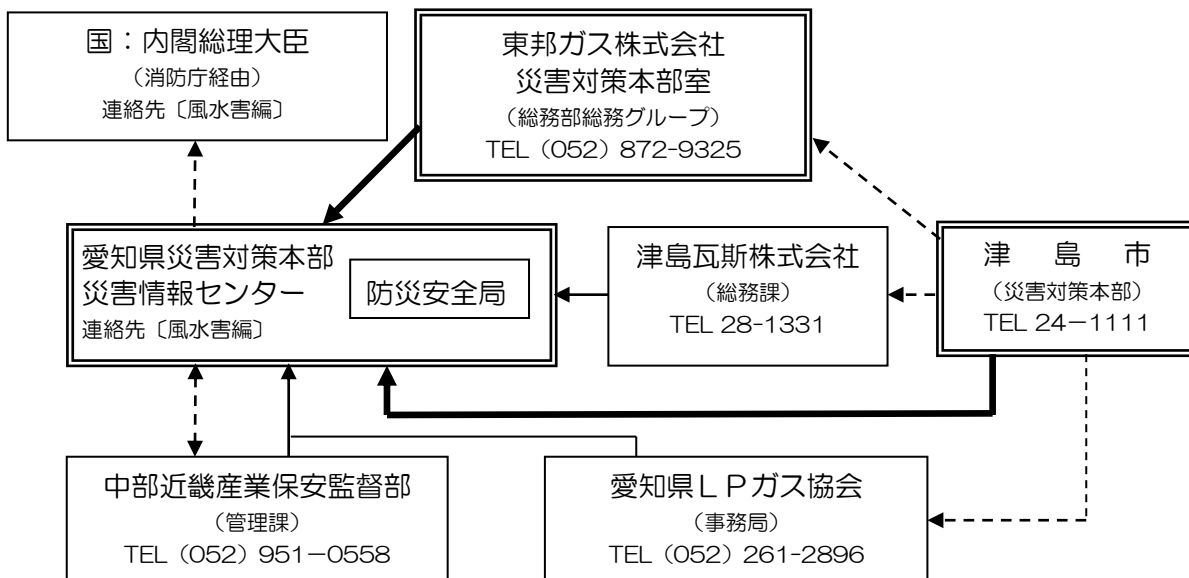 国：内閣総理大臣
（消防庁経由）
連絡先〔風水害編〕
東邦ガス株式会社
災害対策本部室
（総務部総務グループ）
TEL（052）872-9325
愛知県災害対策本部
災害情報センター
連絡先〔風水害編〕
防災安全局
津島瓦斯株式会社
（総務課）
TEL 28-1331
津　島　市
（災害対策本部）
TEL 24－1111
中部近畿産業保安監督部
（管理課）
TEL（052）951－0558
愛知県ＬＰガス協会
（事務局）
TEL（052）261-2896